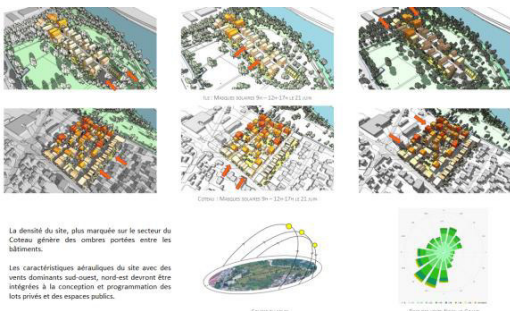 ILE : MASQUES SOLAIRES 9H – 12H 17H LE 21 JUIN
COTEAU : MASQUES SOLAIRES 9H – 12H 17H LE 21 JUIN
La densité du site, plus marquée sur le secteur du
Coteau génère des ombres portées entre les
bâtiments.
Les caractéristiques aérauliques du site avec des
vents dominants sud-ouest, nord-est devront être
intégrées à la conception et programmation des
lots privés et des espaces publics.